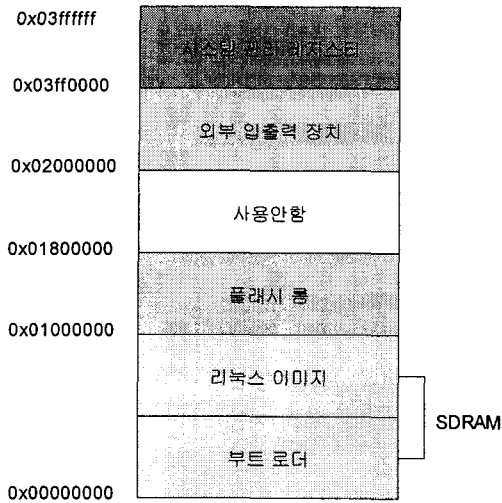 0x03ffffff
시스템 관리 레지스터
0x03ff0000
외부 입출력 장치
0x02000000
사용안함
0x01800000
플래시 롬
0x01000000
리눅스 이미지
SDRAM
부트 로더
0x00000000